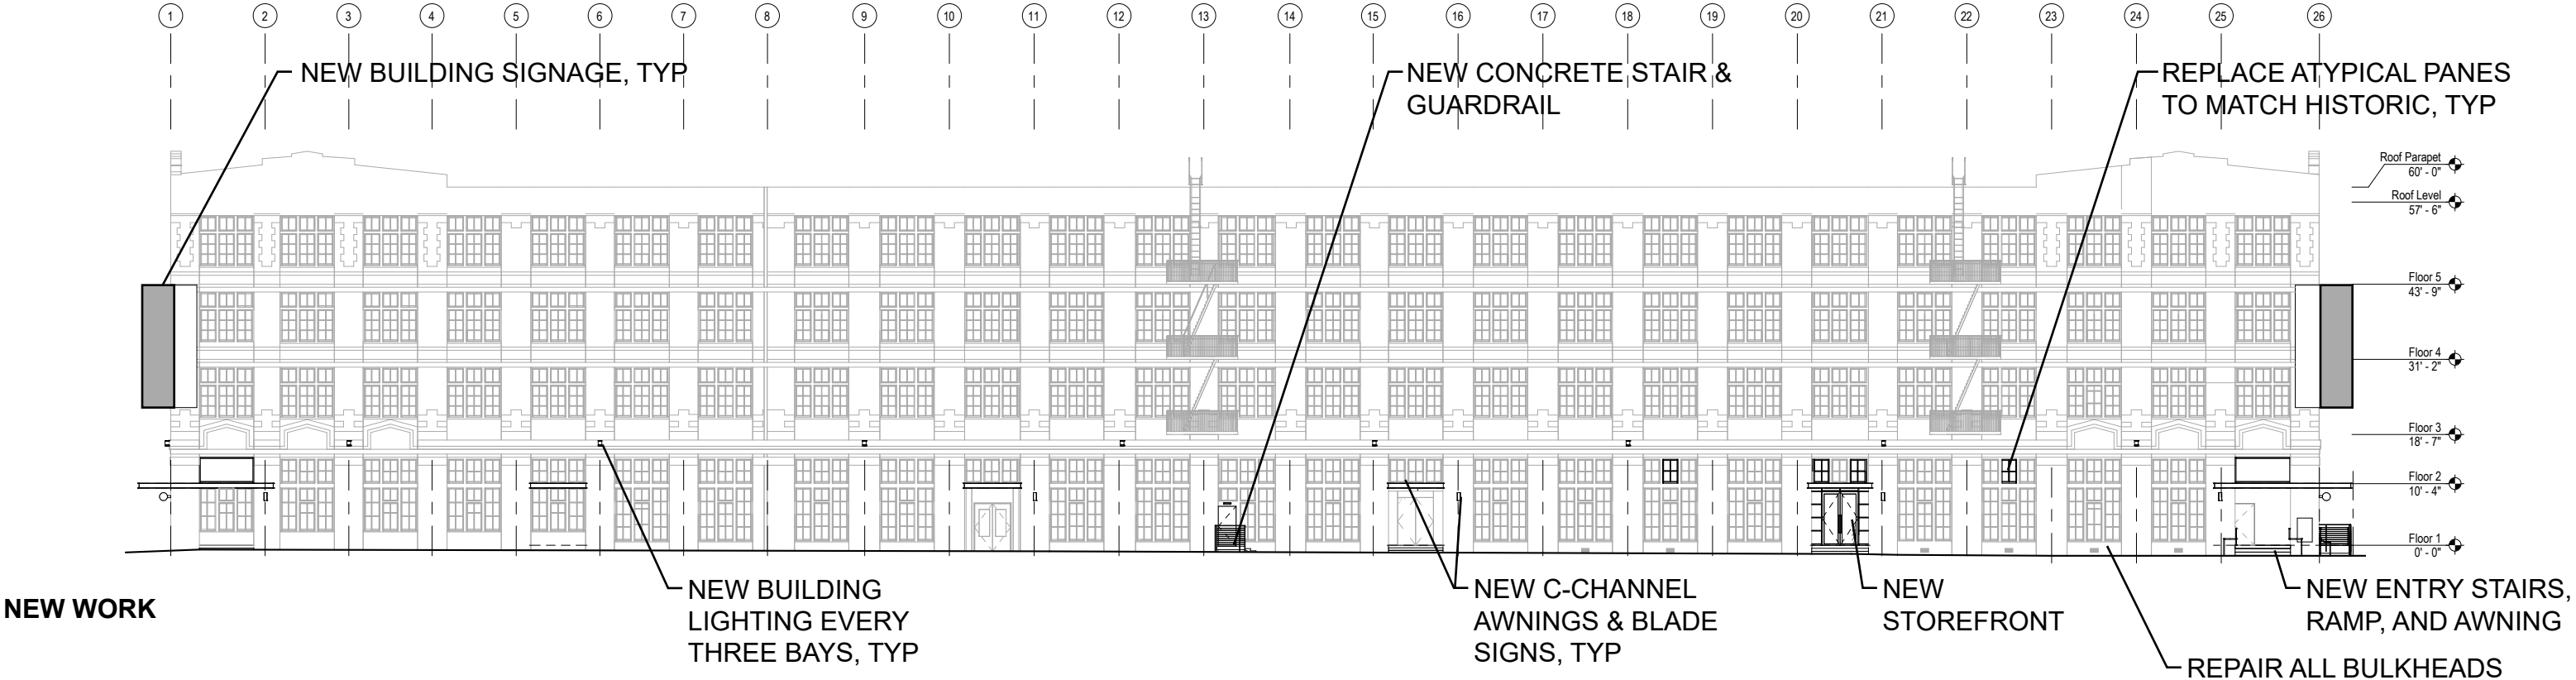 1 2 3 4 5 6 7 8 9 10 11 12 13 14 15 16 17 18 19 20 21 22 23 24 25 26
NEW BUILDING SIGNAGE, TYP
NEW CONCRETE STAIR &
GUARDRAIL
REPLACE ATYPICAL PANES
TO MATCH HISTORIC, TYP
Roof Parapet
60' - 0"
Roof Level
57' - 6"
Floor 5
43' - 9"
Floor 4
31' - 2"
Floor 3
18' - 7"
Floor 2
10' - 4"
Floor 1
0' - 0"
NEW WORK
NEW BUILDING
LIGHTING EVERY
THREE BAYS, TYP
NEW C-CHANNEL
AWNINGS & BLADE
SIGNS, TYP
NEW
STOREFRONT
NEW ENTRY STAIRS,
RAMP, AND AWNING
REPAIR ALL BULKHEADS